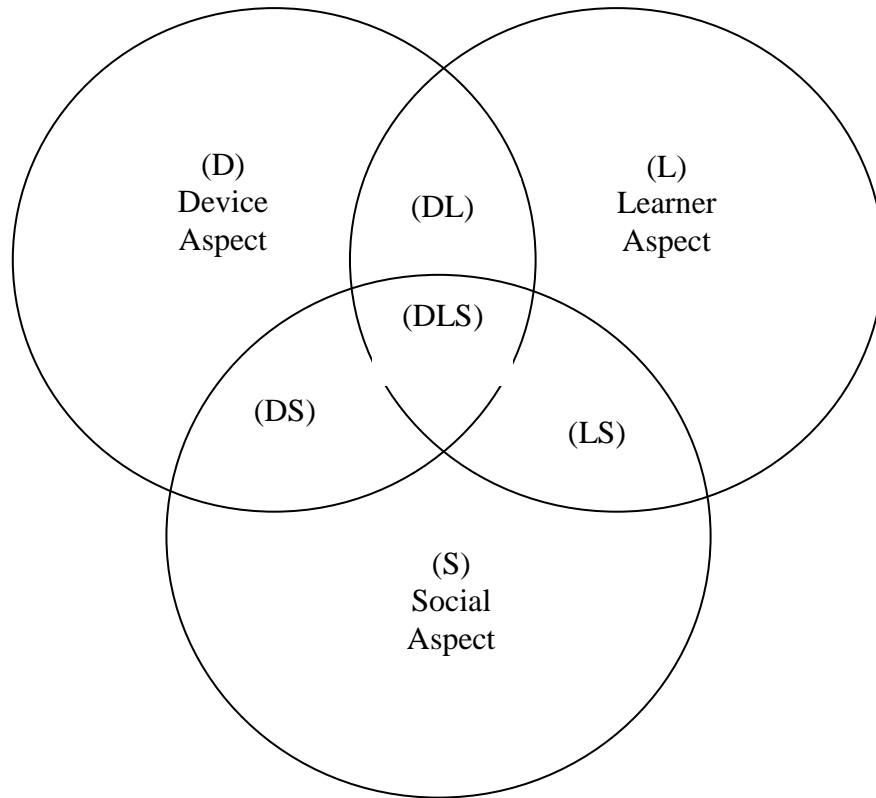 (D)
Device
Aspect
(DL)
(L)
Learner
Aspect
(DLS)
(DS)
(LS)
(S)
Social
Aspect